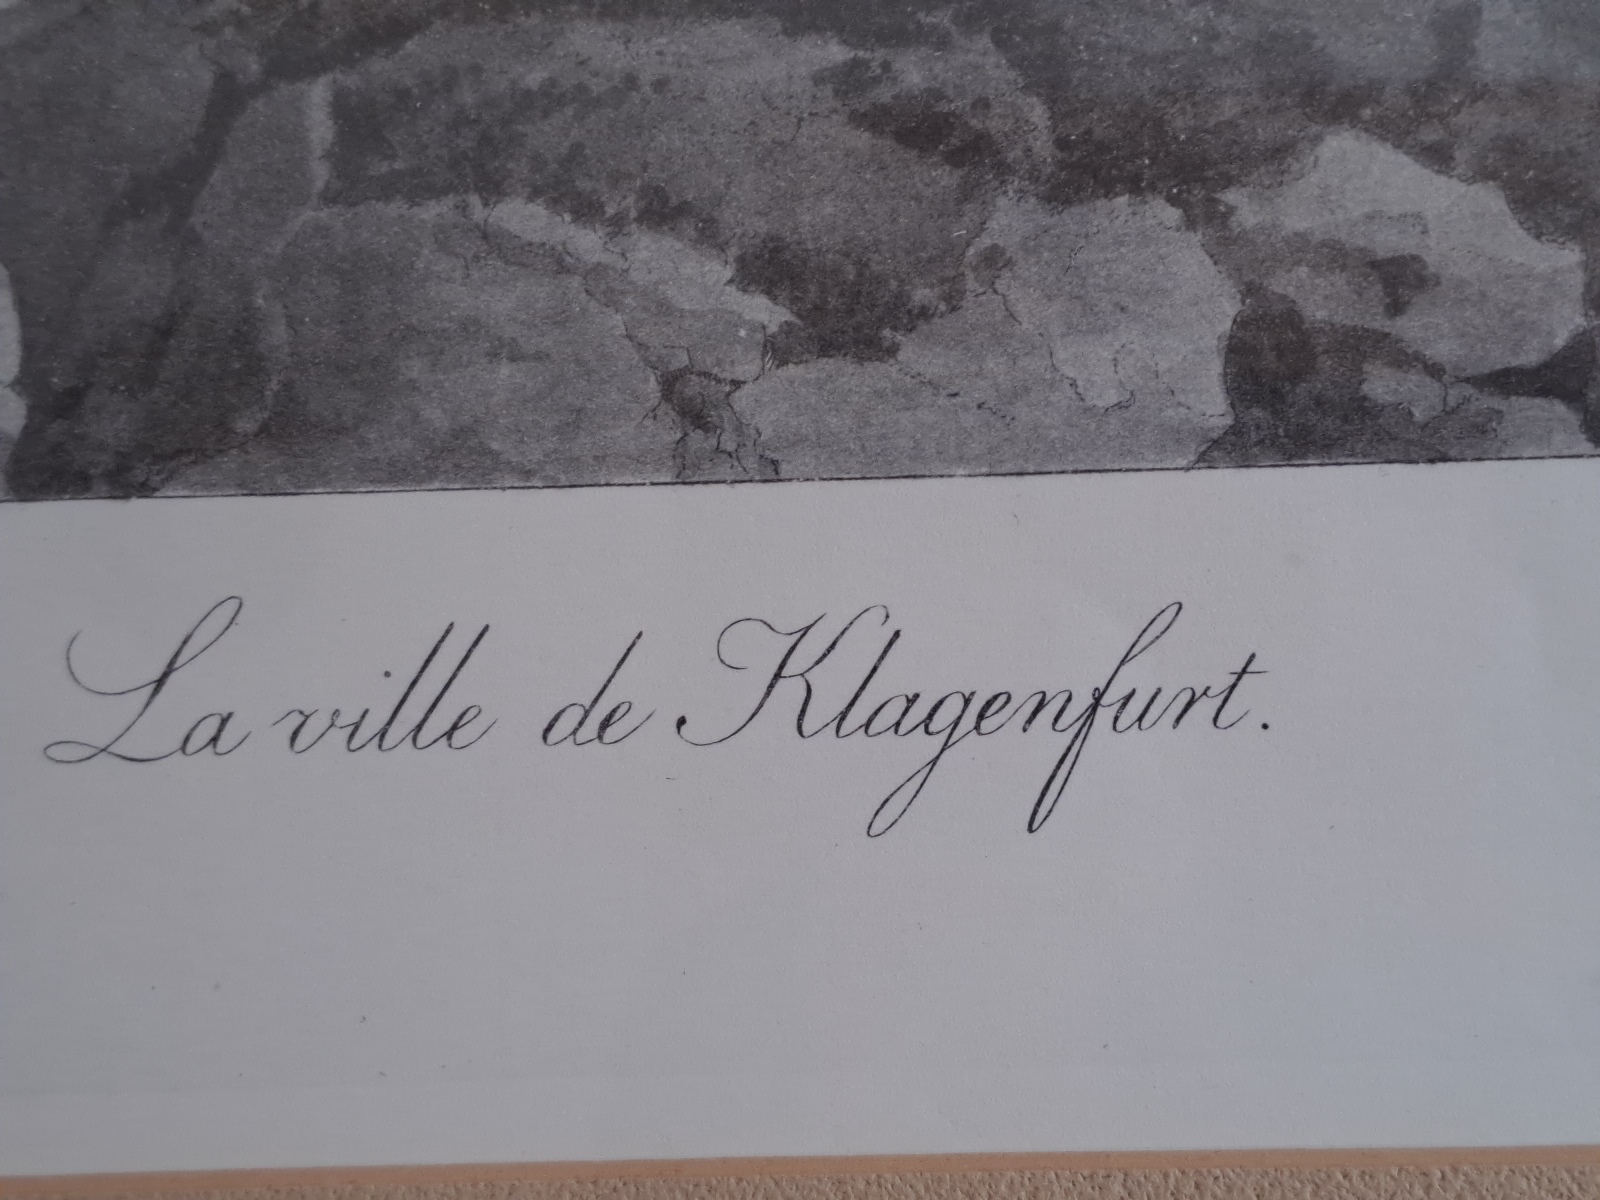 La ville de Klagenfurt.